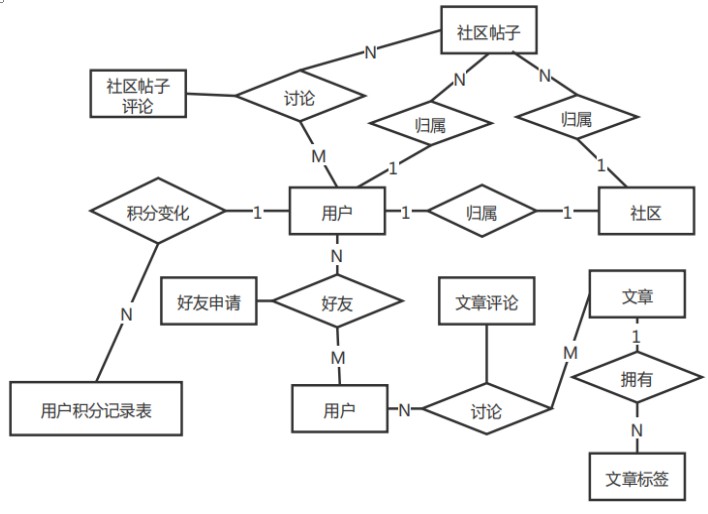 社区帖子
N
社区帖子
评论
讨论
N
N
归属
归属
M
1
1
积分变化
1
用户
1
归属
1
社区
N
好友申请
好友
文章评论
文章
N
M
M
1
拥有
用户积分记录表
用户
N
讨论
N
文章标签